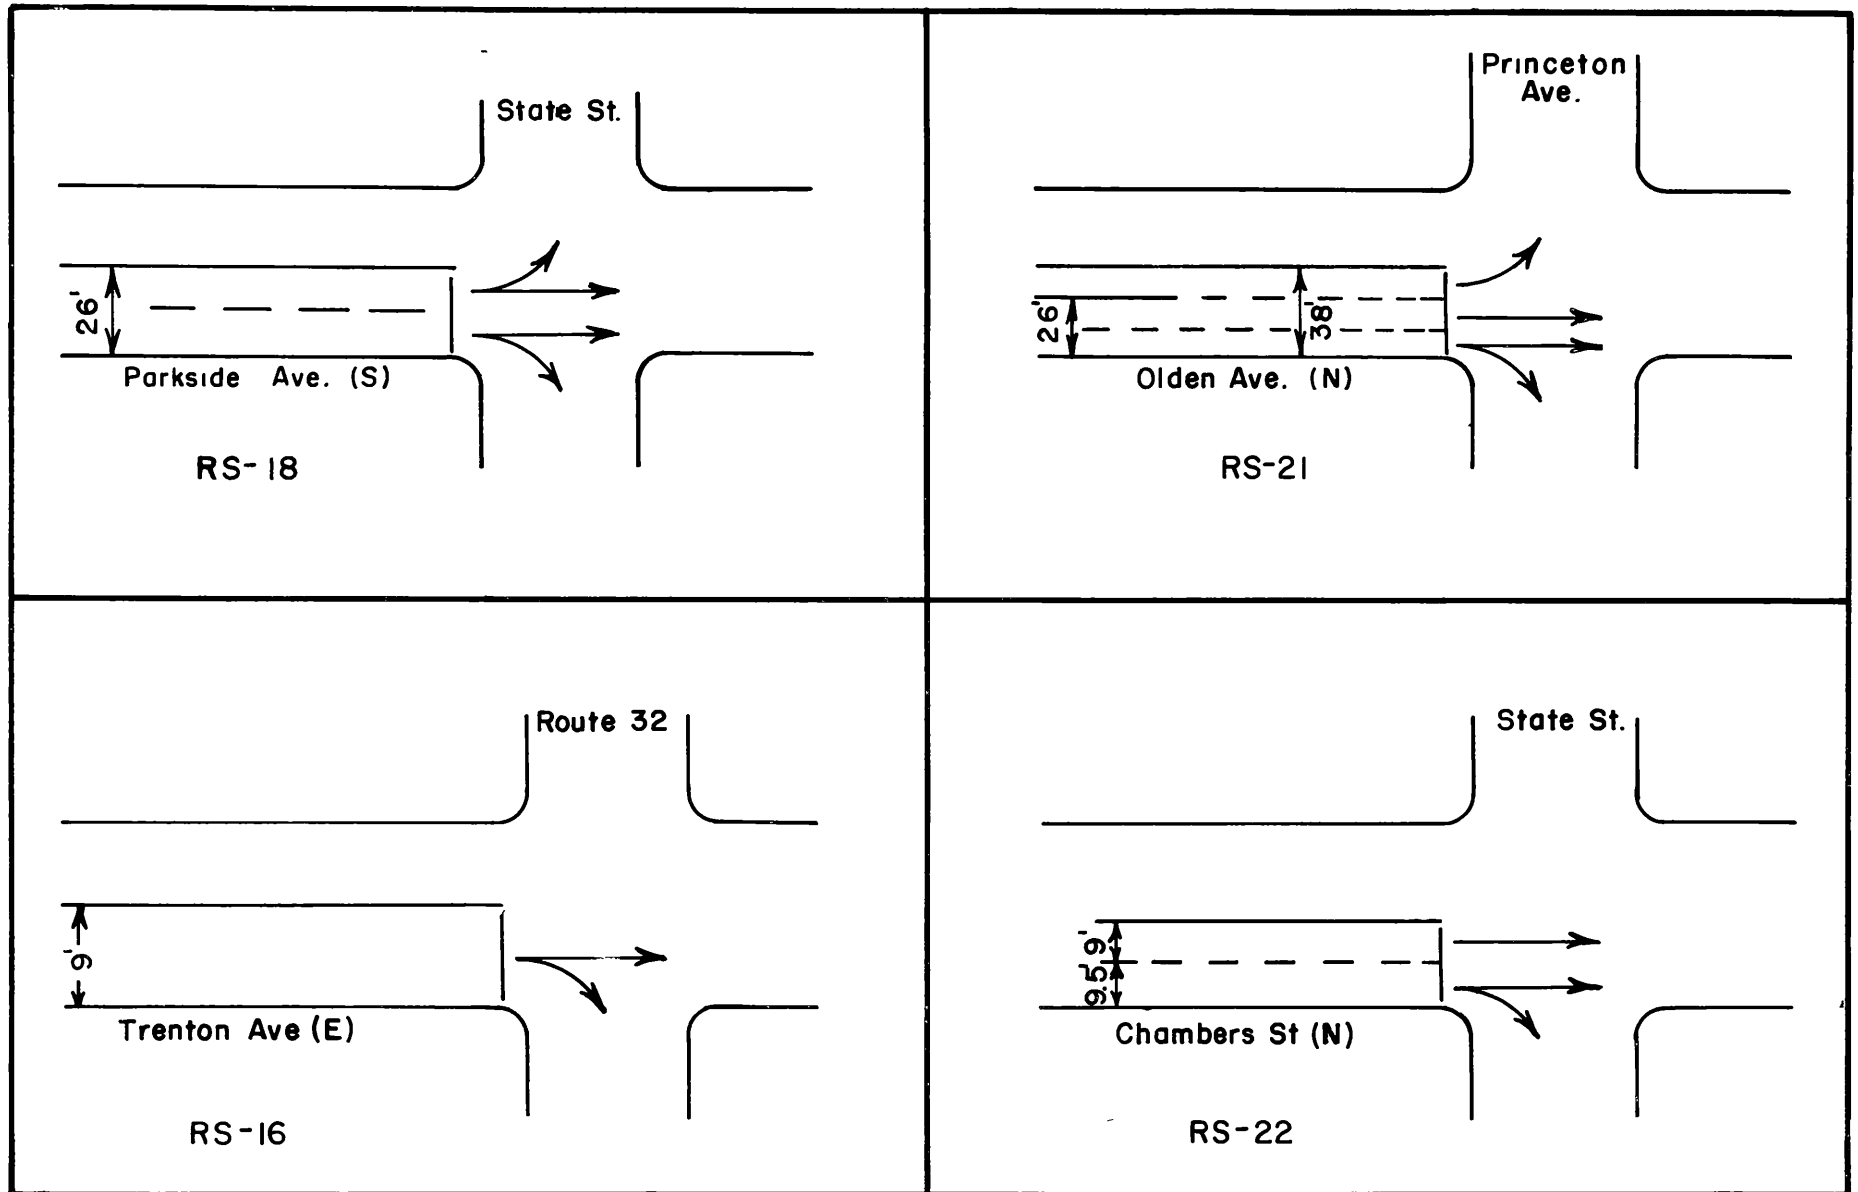 State St.
26'
Parkside Ave. (S)
RS-18
Princeton
Ave.
26'
38'
Olden Ave. (N)
RS-21
Route 32
9'
Trenton Ave (E)
RS-16
State St.
9'
9.5'
Chambers St (N)
RS-22